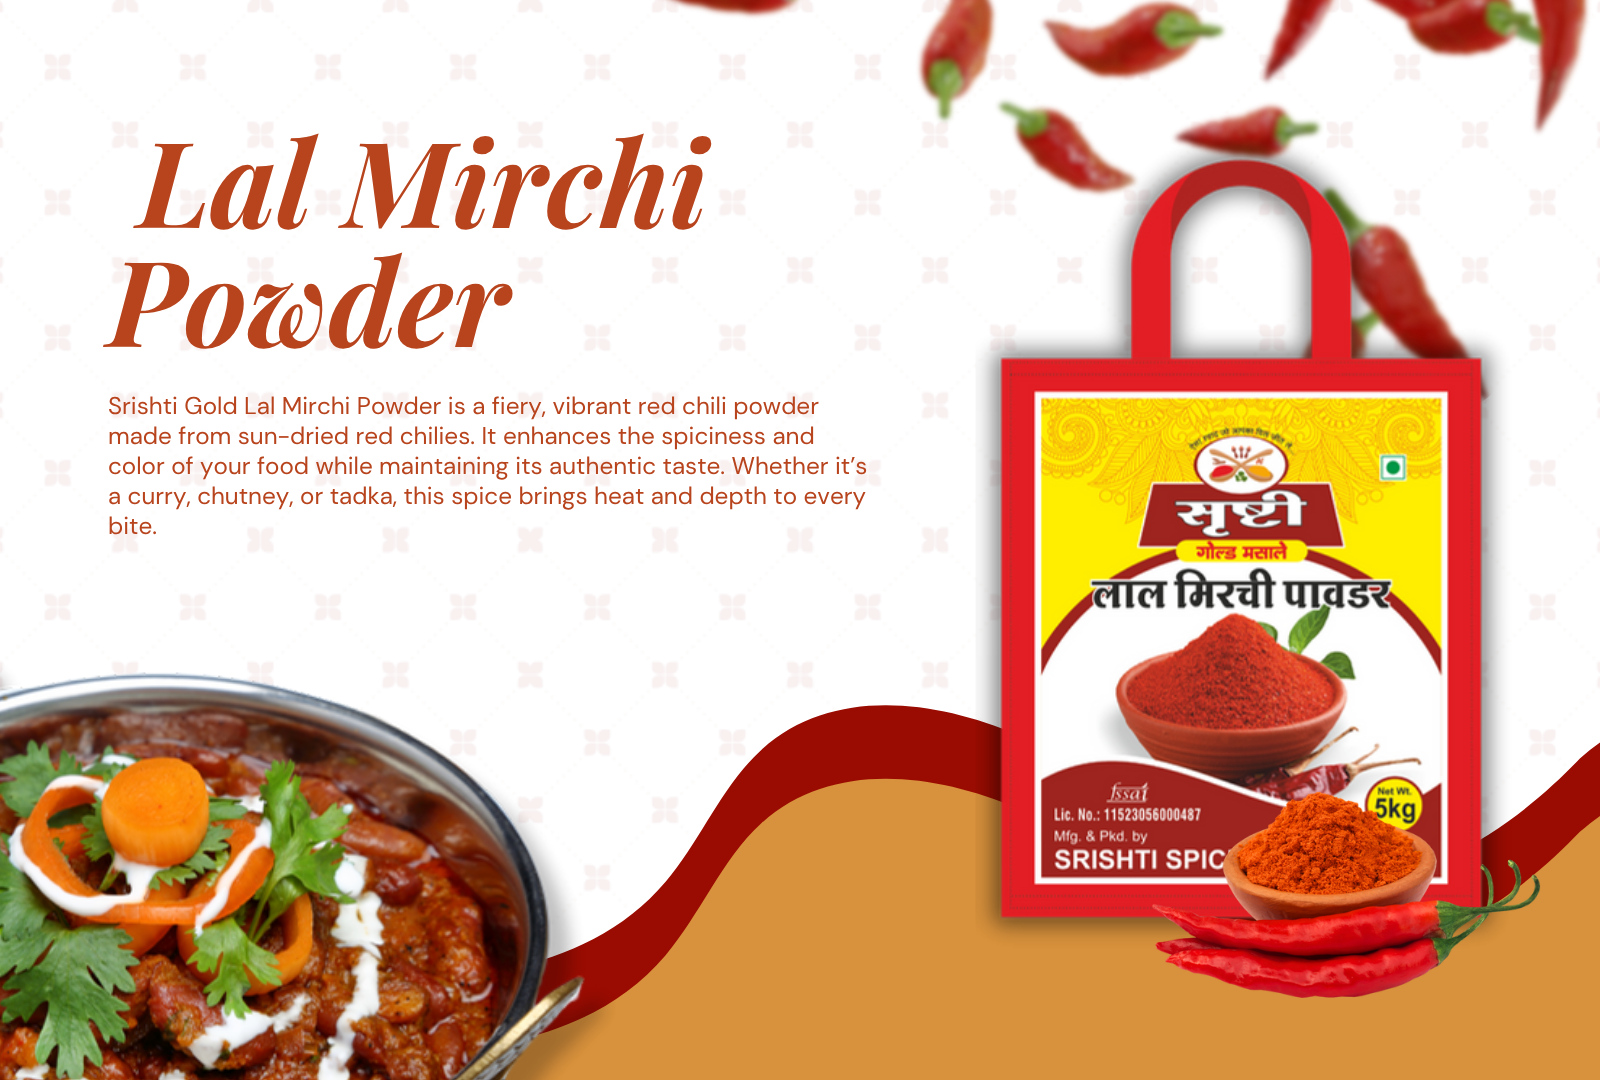 Lal Mirchi
Powder
Srishti Gold Lal Mirchi Powder is a fiery, vibrant red chili powder
made from sun-dried red chilies. It enhances the spiciness and
color of your food while maintaining its authentic taste. Whether it's
a curry, chutney, or tadka, this spice brings heat and depth to every
bite.
सृष्टी
गोल्ड मसाले
लाल मिरची पावडर
fssai
Lic. No.: 11523056000487
Mfg. & Pkd. by
SRISHTI
Net Wt.
5kg